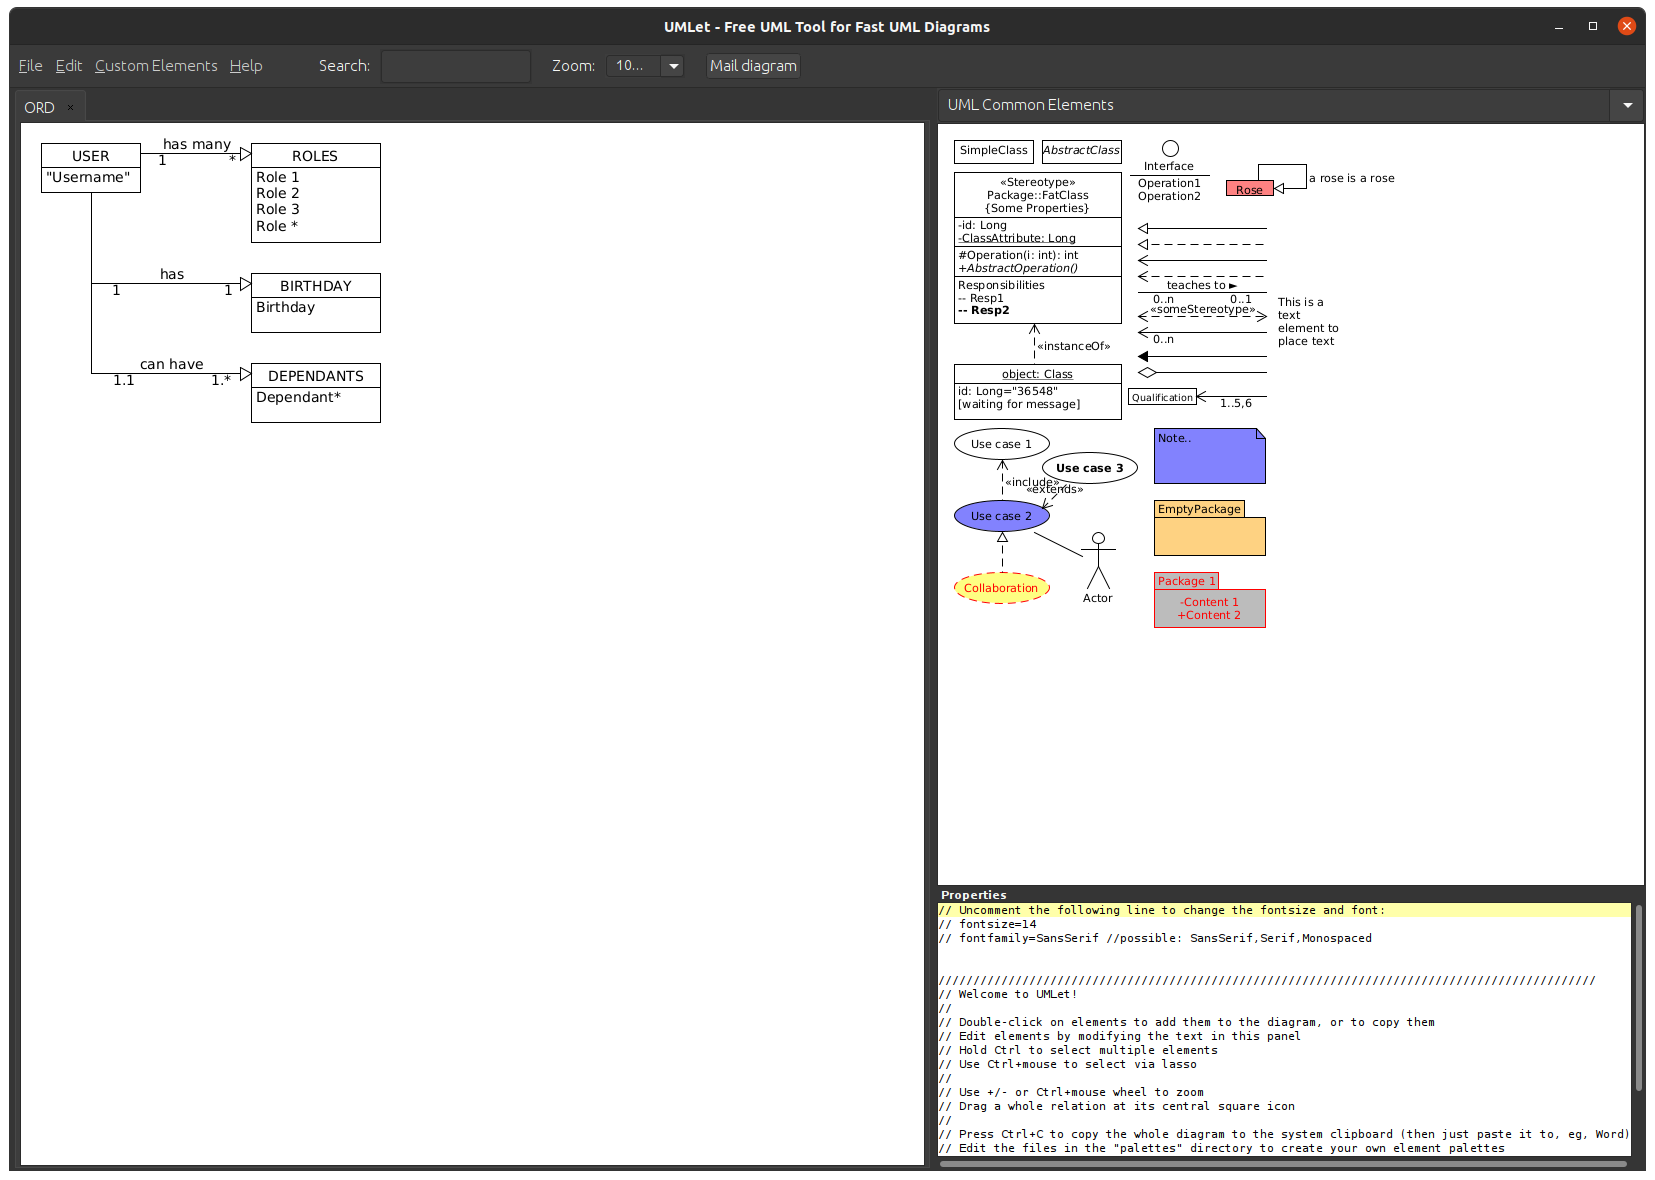 UMLet - Free UML Tool for Fast UML Diagrams
File Edit Custom Elements Help Search: Zoom: 10... Mail diagram
ORD ×
USER
"Username"
has many
1 *
ROLES
Role 1
Role 2
Role 3
Role *
has
1 1
BIRTHDAY
Birthday
can have
1.1 1.*
DEPENDANTS
Dependant*
UML Common Elements
SimpleClass
AbstractClass
Interface
Operation1
Operation2
Rose
a rose is a rose
«Stereotype»
Package::FatClass
{Some Properties}
-id: Long
-ClassAttribute: Long
#Operation(i: int): int
+AbstractOperation()
Responsibilities
-- Resp1
-- Resp2
teaches to ►
0..n 0..1
«someStereotype»
0..n
This is a
text
element to
place text
«instanceOf»
object: Class
id: Long="36548"
[waiting for message]
Qualification
1..5,6
Use case 1
Use case 3
«include»
«extends»
Use case 2
Collaboration
Actor
Note..
EmptyPackage
Package 1
-Content 1
+Content 2
Properties
// Uncomment the following line to change the fontsize and font:
// fontsize=14
// fontfamily=SansSerif //possible: SansSerif,Serif,Monospaced
//////////////////////////////////////////////////////////////////////////////////////////////
// Welcome to UMLet!
//
// Double-click on elements to add them to the diagram, or to copy them
// Edit elements by modifying the text in this panel
// Hold Ctrl to select multiple elements
// Use Ctrl+mouse to select via lasso
//
// Use +/- or Ctrl+mouse wheel to zoom
// Drag a whole relation at its central square icon
//
// Press Ctrl+C to copy the whole diagram to the system clipboard (then just paste it to, eg, Word)
// Edit the files in the "palettes" directory to create your own element palettes